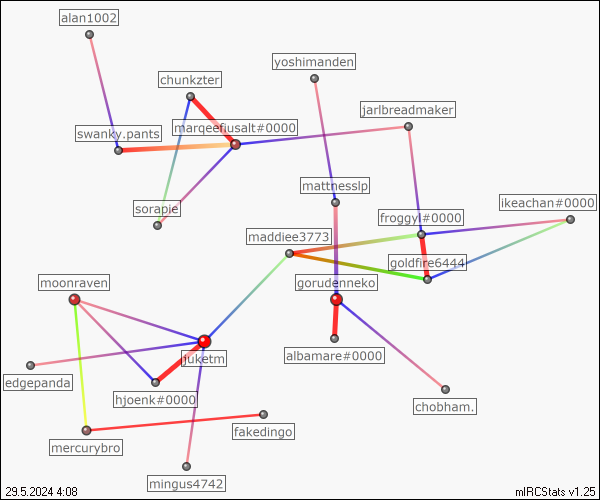 alan1002
yoshimanden
chunkzter
jarlbreadmaker
swanky.pants
marqeefiusalt#0000
mattnesslp
ikeachan#0000
sorapie
froggyl#0000
maddiee3773
goldfire6444
moonraven
gorudenneko
juketm
albamare#0000
edgepanda
hjoenk#0000
chobham.
fakedingo
mercurybro
mingus4742
29.5.2024 4:08
mIRCStats v1.25